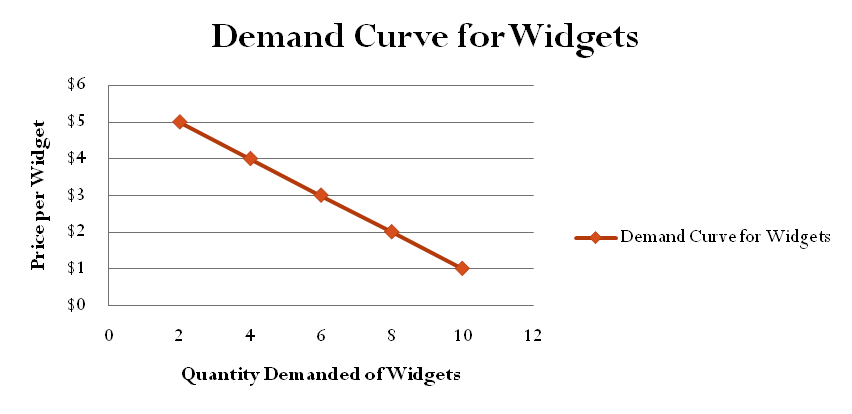 Demand Curve for Widgets
$6
$5
$4
$3
$2
$1
$0
Price per Widget
0 2 4 6 8 10 12
Quantity Demanded of Widgets
Demand Curve for Widgets